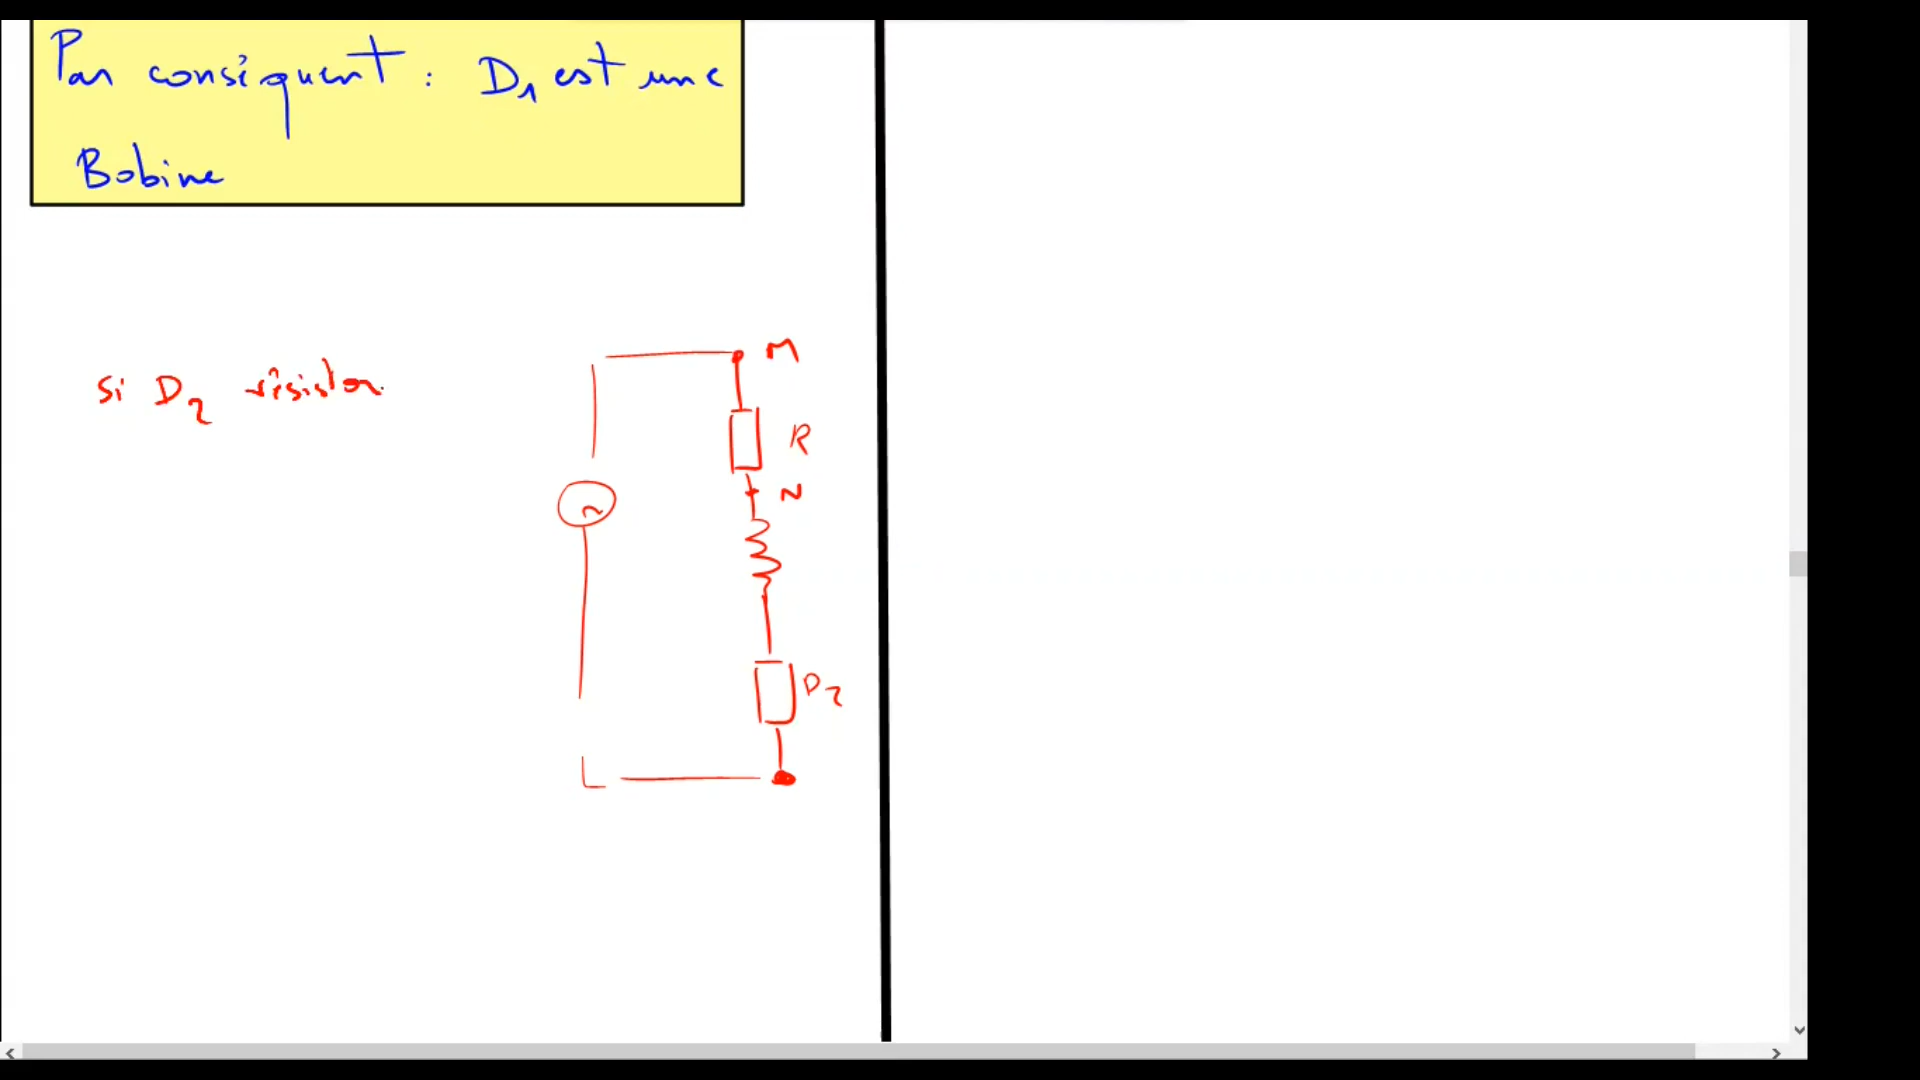 Par conséquent : D₁ est une
Bobine
M
si D₂ résistor
R
N
D₂